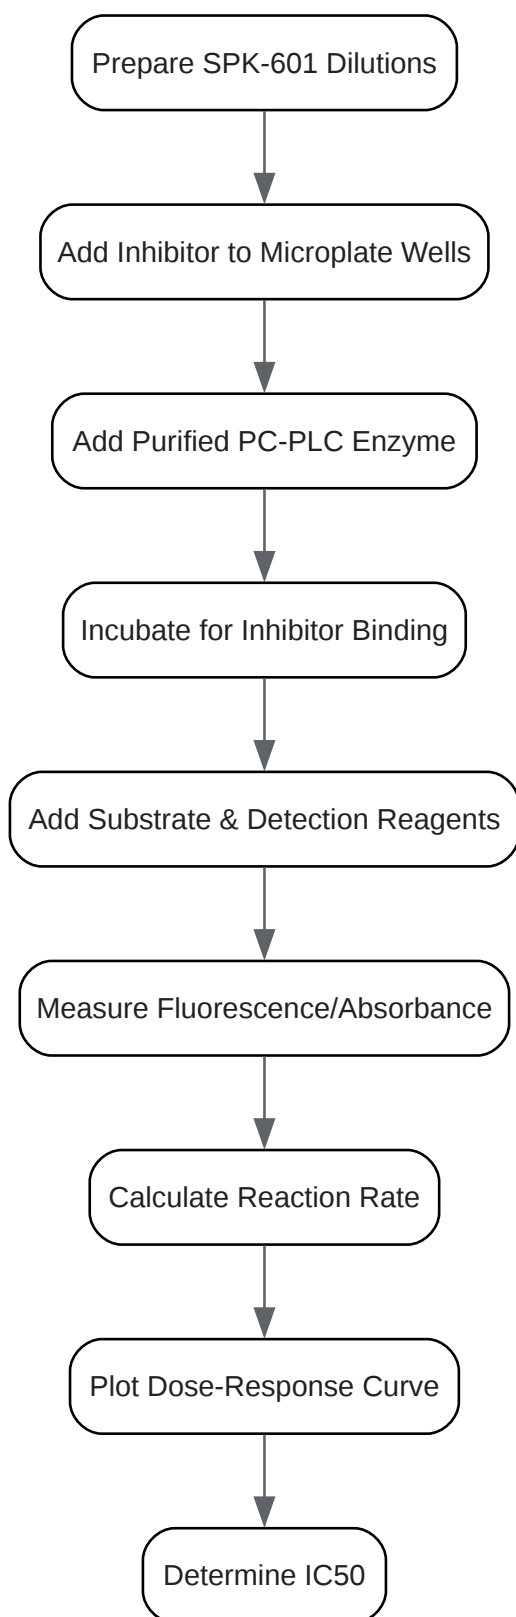 Prepare SPK-601 Dilutions
Add Inhibitor to Microplate Wells
Add Purified PC-PLC Enzyme
Incubate for Inhibitor Binding
Add Substrate & Detection Reagents
Measure Fluorescence/Absorbance
Calculate Reaction Rate
Plot Dose-Response Curve
Determine IC50